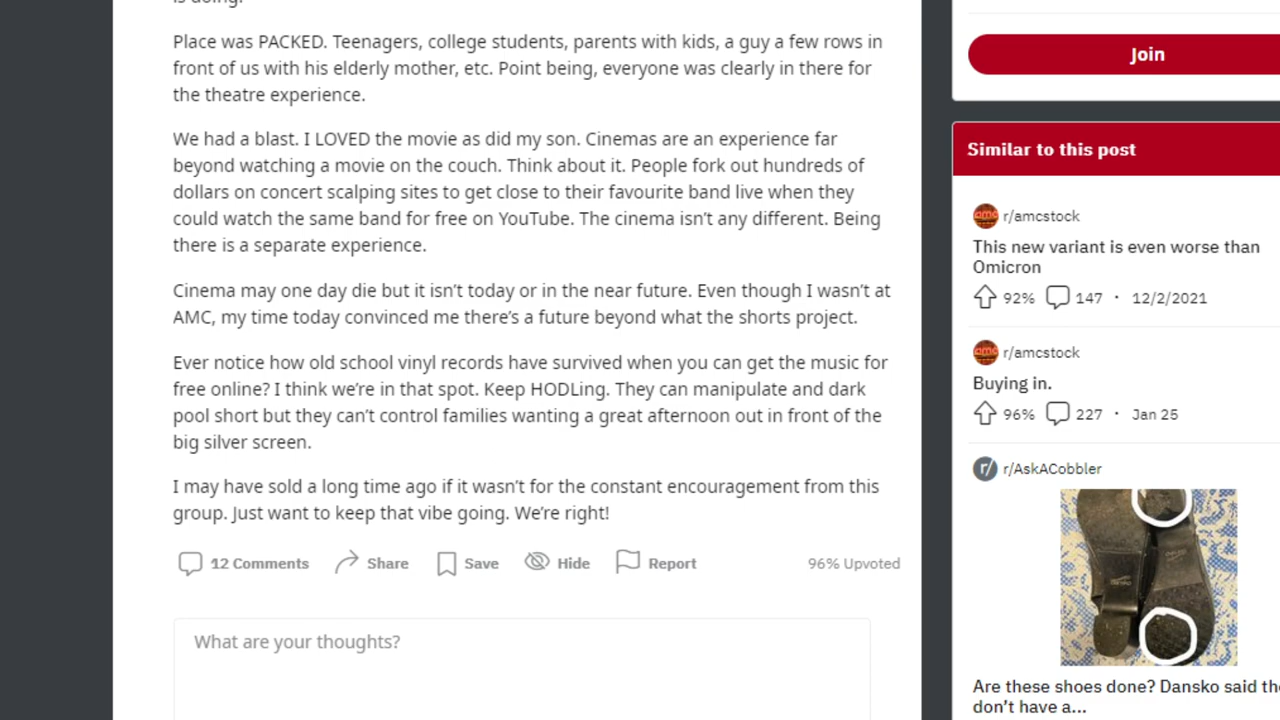 is doing.
Place was PACKED. Teenagers, college students, parents with kids, a guy a few rows in
front of us with his elderly mother, etc. Point being, everyone was clearly in there for
the theatre experience.
We had a blast. I LOVED the movie as did my son. Cinemas are an experience far
beyond watching a movie on the couch. Think about it. People fork out hundreds of
dollars on concert scalping sites to get close to their favourite band live when they
could watch the same band for free on YouTube. The cinema isn’t any different. Being
there is a separate experience.
Cinema may one day die but it isn’t today or in the near future. Even though I wasn’t at
AMC, my time today convinced me there’s a future beyond what the shorts project.
Ever notice how old school vinyl records have survived when you can get the music for
free online? I think we’re in that spot. Keep HODLing. They can manipulate and dark
pool short but they can’t control families wanting a great afternoon out in front of the
big silver screen.
I may have sold a long time ago if it wasn’t for the constant encouragement from this
group. Just want to keep that vibe going. We’re right!
12 Comments Share Save Hide Report 96% Upvoted
What are your thoughts?
Join
Similar to this post
amc r/amcstock
This new variant is even worse than
Omicron
92% 147 · 12/2/2021
amc r/amcstock
Buying in.
96% 227 · Jan 25
r/ r/AskACobbler
Are these shoes done? Dansko said the
don’t have a...